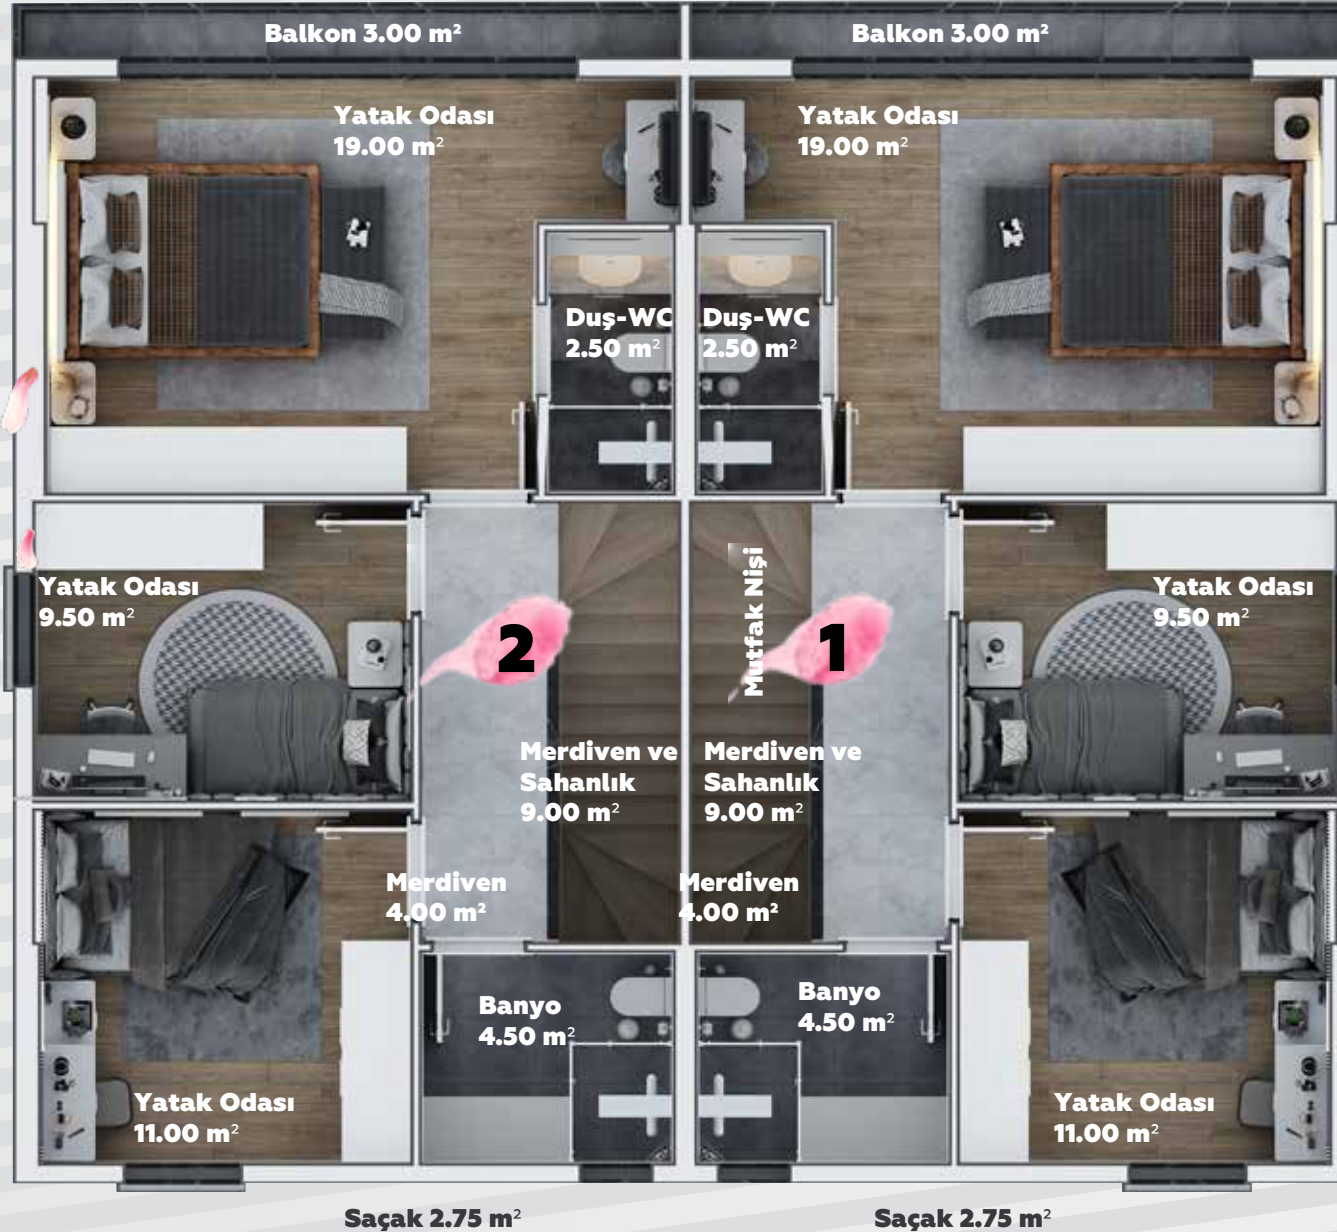 Balkon 3.00 m²
Balkon 3.00 m²
Yatak Odası
19.00 m²
Yatak Odası
19.00 m²
Duş-WC
2.50 m²
Duş-WC
2.50 m²
Yatak Odası
9.50 m²
2
Mutfak Nişi
1
Yatak Odası
9.50 m²
Merdiven ve
Sahanlık
9.00 m²
Merdiven ve
Sahanlık
9.00 m²
Merdiven
4.00 m²
Merdiven
4.00 m²
Banyo
4.50 m²
Banyo
4.50 m²
Yatak Odası
11.00 m²
Yatak Odası
11.00 m²
Saçak 2.75 m²
Saçak 2.75 m²